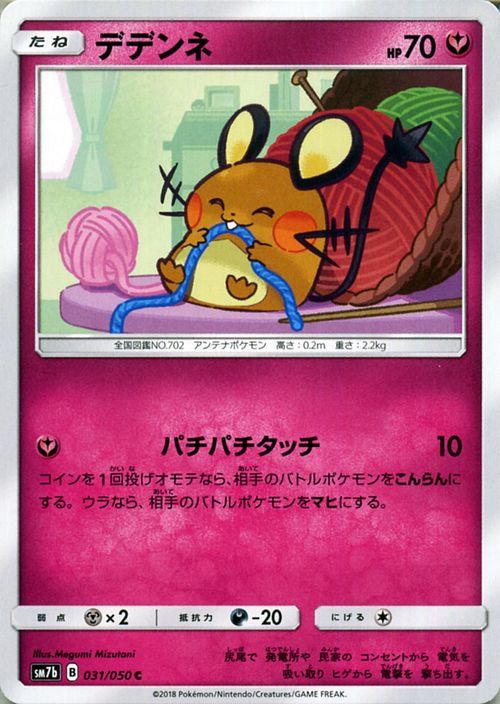 たね デデンネ HP70
全国図鑑NO.702 アンテナポケモン 高さ:0.2m 重さ:2.2kg
パチパチタッチ 10
コインを1回投げオモテなら、相手のバトルポケモンをこんらんに
する。ウラなら、相手のバトルポケモンをマヒにする。
弱点 ×2 抵抗力 -20 にげる
Illus.Megumi Mizutani
sm7b B 031/050 C
尻尾で 発電所や 民家の コンセントから 電気を
吸い取り ヒゲから 電撃を 撃ち出す。
©2018 Pokémon/Nintendo/Creatures/GAME FREAK.